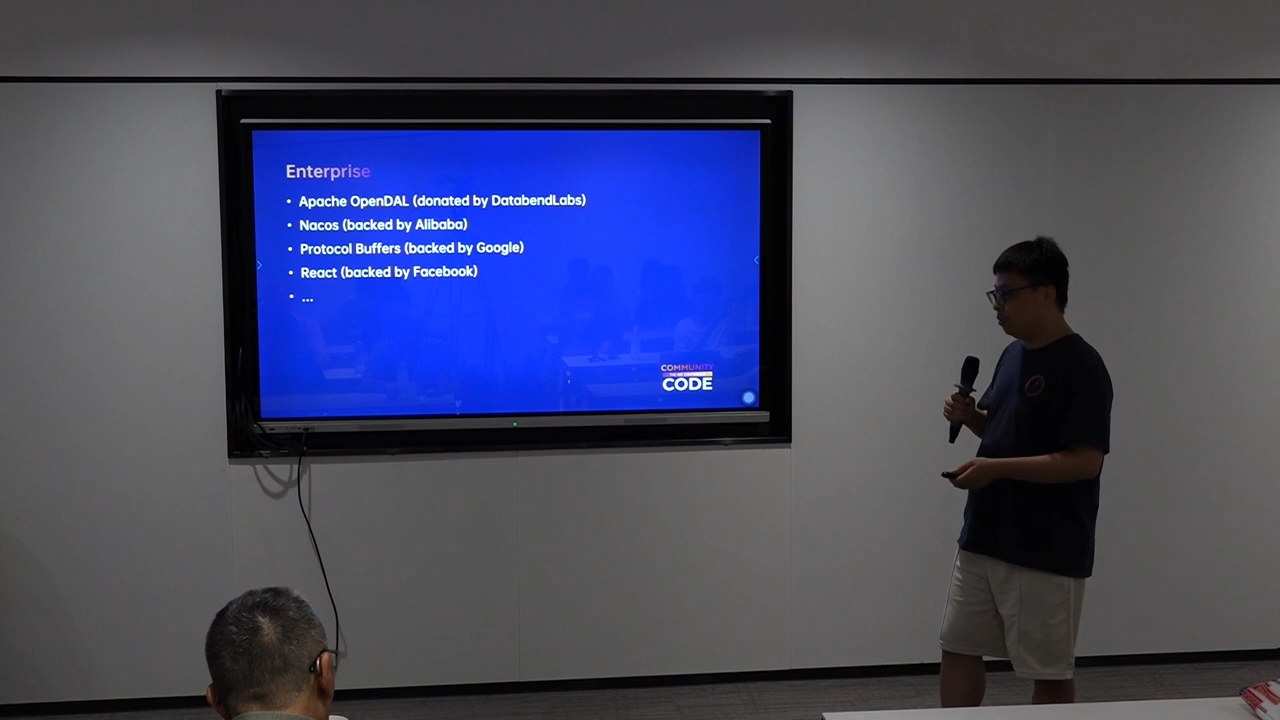 Enterprise
• Apache OpenDAL (donated by DatabendLabs)
• Nacos (backed by Alibaba)
• Protocol Buffers (backed by Google)
• React (backed by Facebook)
• ...
COMMUNITY
CODE